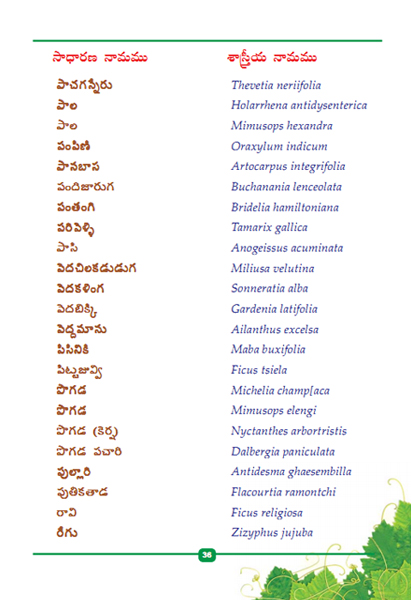 సాధారణ నామము శాస్త్రీయ నామము
పాచగన్నేరు Thevetia neriifolia
పాల Holarrhena antidysenterica
పాల Mimusops hexandra
పంపిణి Oraxylum indicum
పానబాస Artocarpus integrifolia
పందిజారుగ Buchanania lenceolata
పంతంగి Bridelia hamiltoniana
పరిపెళ్ళి Tamarix gallica
పాసి Anogeissus acuminata
పెదచిలకదుడుగ Miliusa velutina
పెదకళింగ Sonneratia alba
పెదబిక్కి Gardenia latifolia
పెద్దమాను Ailanthus excelsa
పిసినికి Maba buxifolia
పిట్టజువ్వి Ficus tsiela
పొగడ Michelia champ[aca
పొగడ Mimusops elengi
పొగడ (కెర్ష) Nyctanthes arbortristis
పొగడ పచారి Dalbergia paniculata
పుల్లారి Antidesma ghaesembilla
పుతికతాడ Flacourtia ramontchi
రావి Ficus religiosa
రేగు Zizyphus jujuba
36